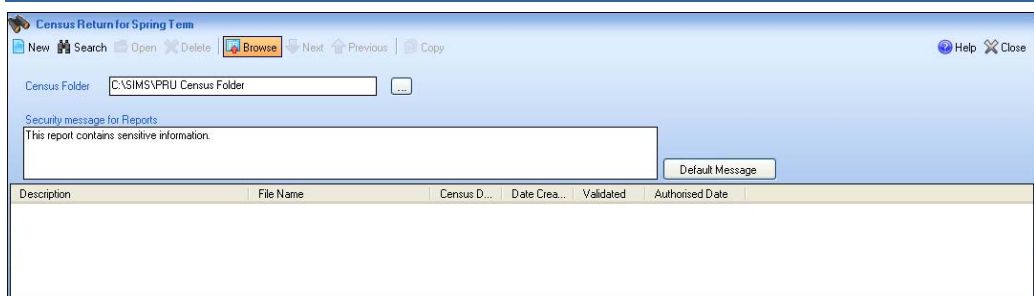 Census Return for Spring Term
New Search Open Delete Browse Next Previous Copy Help Close
Census Folder C:\SIMS\PRU Census Folder ...
Security message for Reports
This report contains sensitive information.
Default Message
Description File Name Census D... Date Crea... Validated Authorised Date